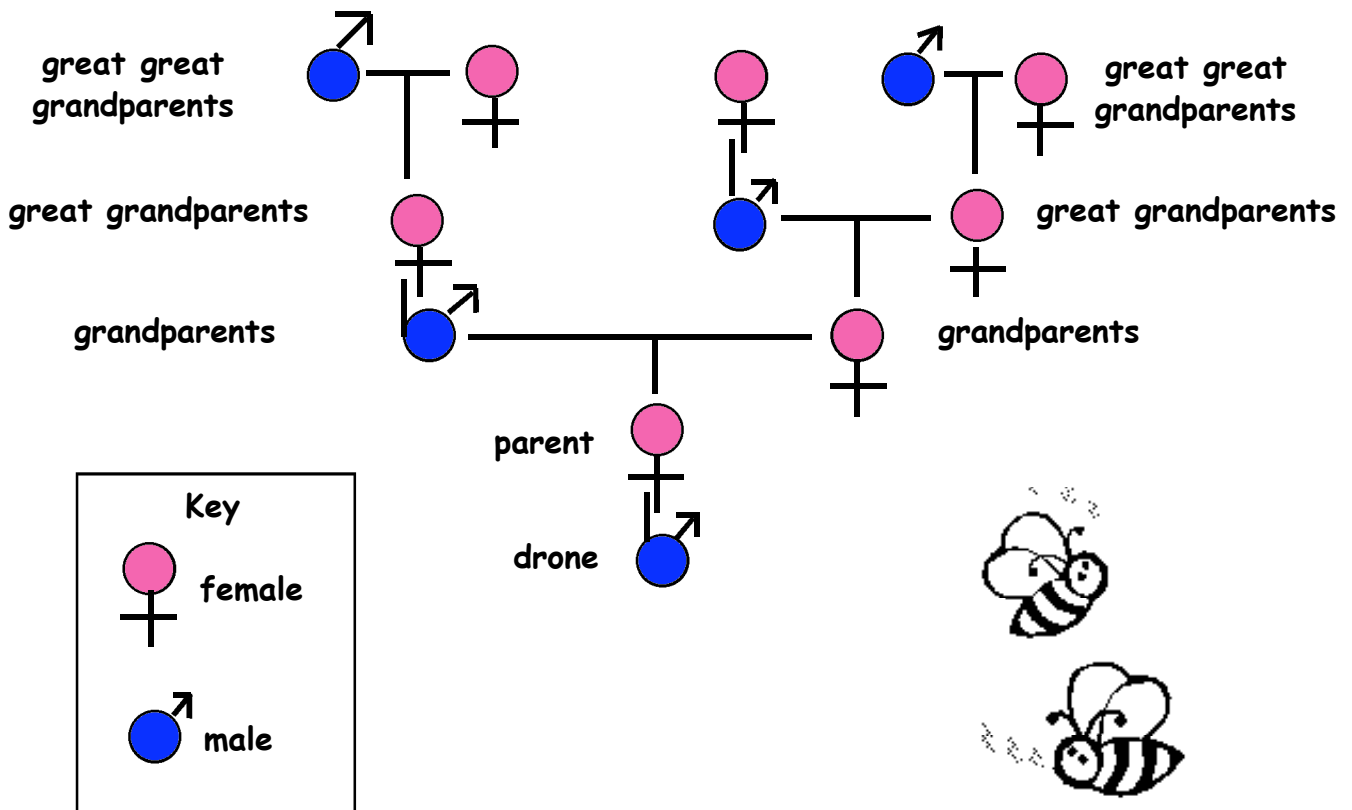 great great
grandparents
great great
grandparents
great grandparents
great grandparents
grandparents
grandparents
parent
drone
Key
female
male